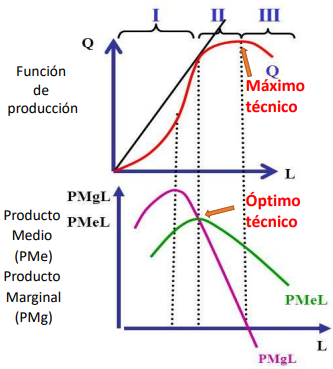 I II III
Q
Función
de
producción
Máximo
técnico
Q
L
PMgL
PMeL
Óptimo
técnico
Producto
Medio
(PMe)
Producto
Marginal
(PMg)
PMeL
PMgL
L